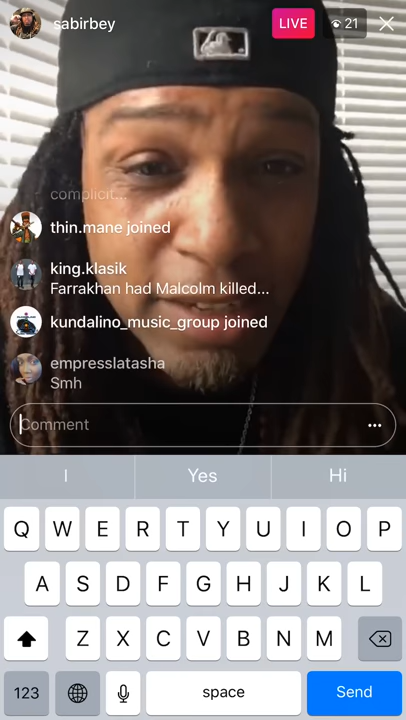 sabirbey LIVE 21
complicit...
thin.mane joined
king.klasik
Farrakhan had Malcolm killed...
kundalino_music_group joined
empresslatasha
Smh
Comment
I Yes Hi
Q W E R T Y U I O P
A S D F G H J K L
Z X C V B N M
123 space Send